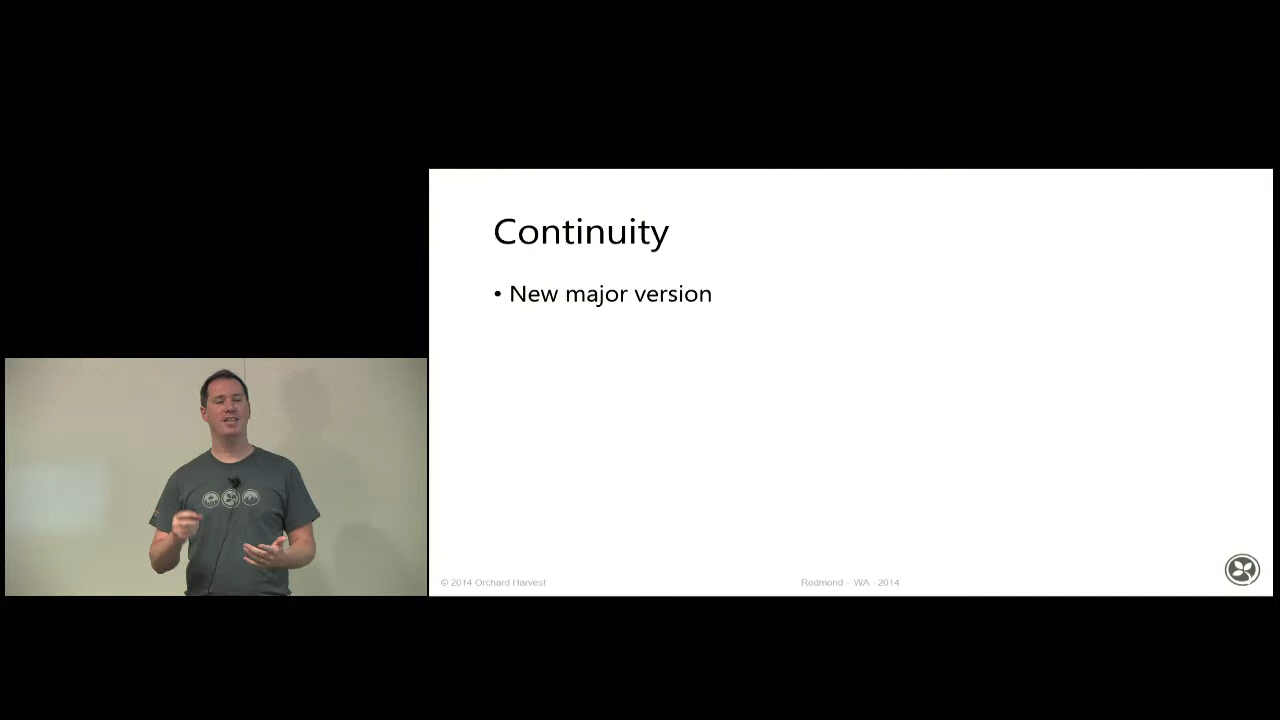 Continuity
• New major version
© 2014 Orchard Harvest
Redmond - WA - 2014